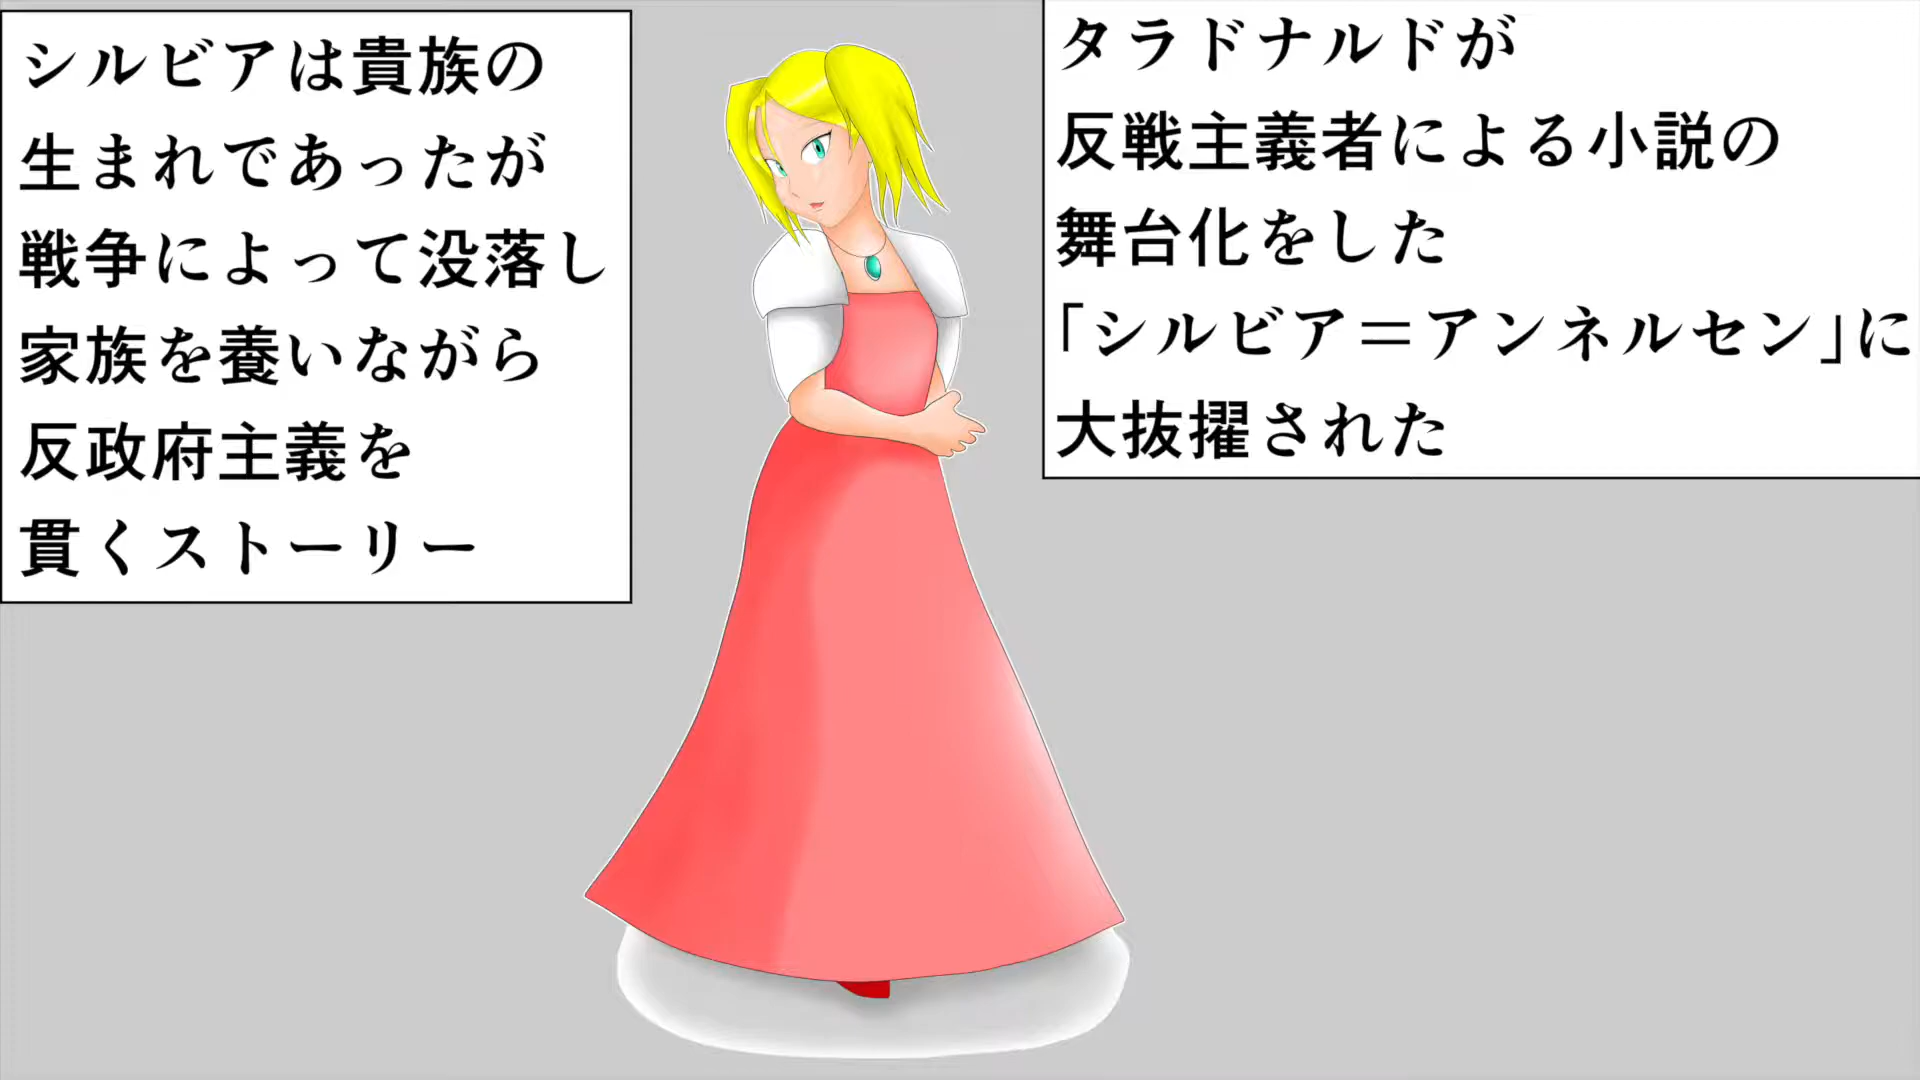 シルビアは貴族の
生まれであったが
戦争によって没落し
家族を養いながら
反政府主義を
貫くストーリー
タラドナルドが
反戦主義者による小説の
舞台化をした
「シルビア＝アンネルセン」に
大抜擢された